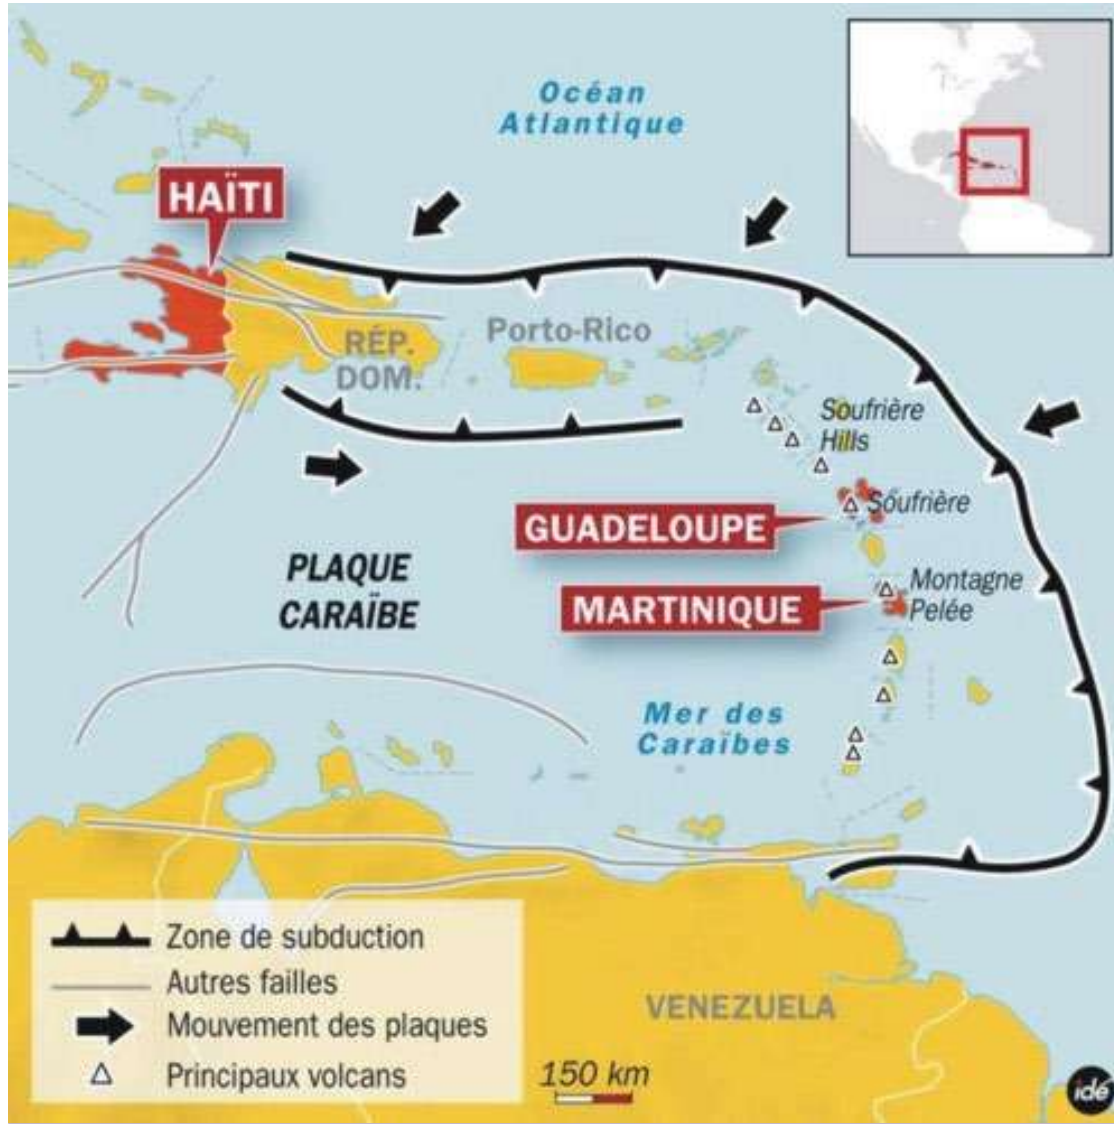 Océan
Atlantique
HAÏTI
RÉP.
DOM.
Porto-Rico
Soufrière
Hills
Soufrière
GUADELOUPE
PLAQUE
CARAÏBE
Montagne
Pelée
MARTINIQUE
Mer des
Caraïbes
Zone de subduction
Autres failles
Mouvement des plaques
Principaux volcans
VENEZUELA
150 km
idé